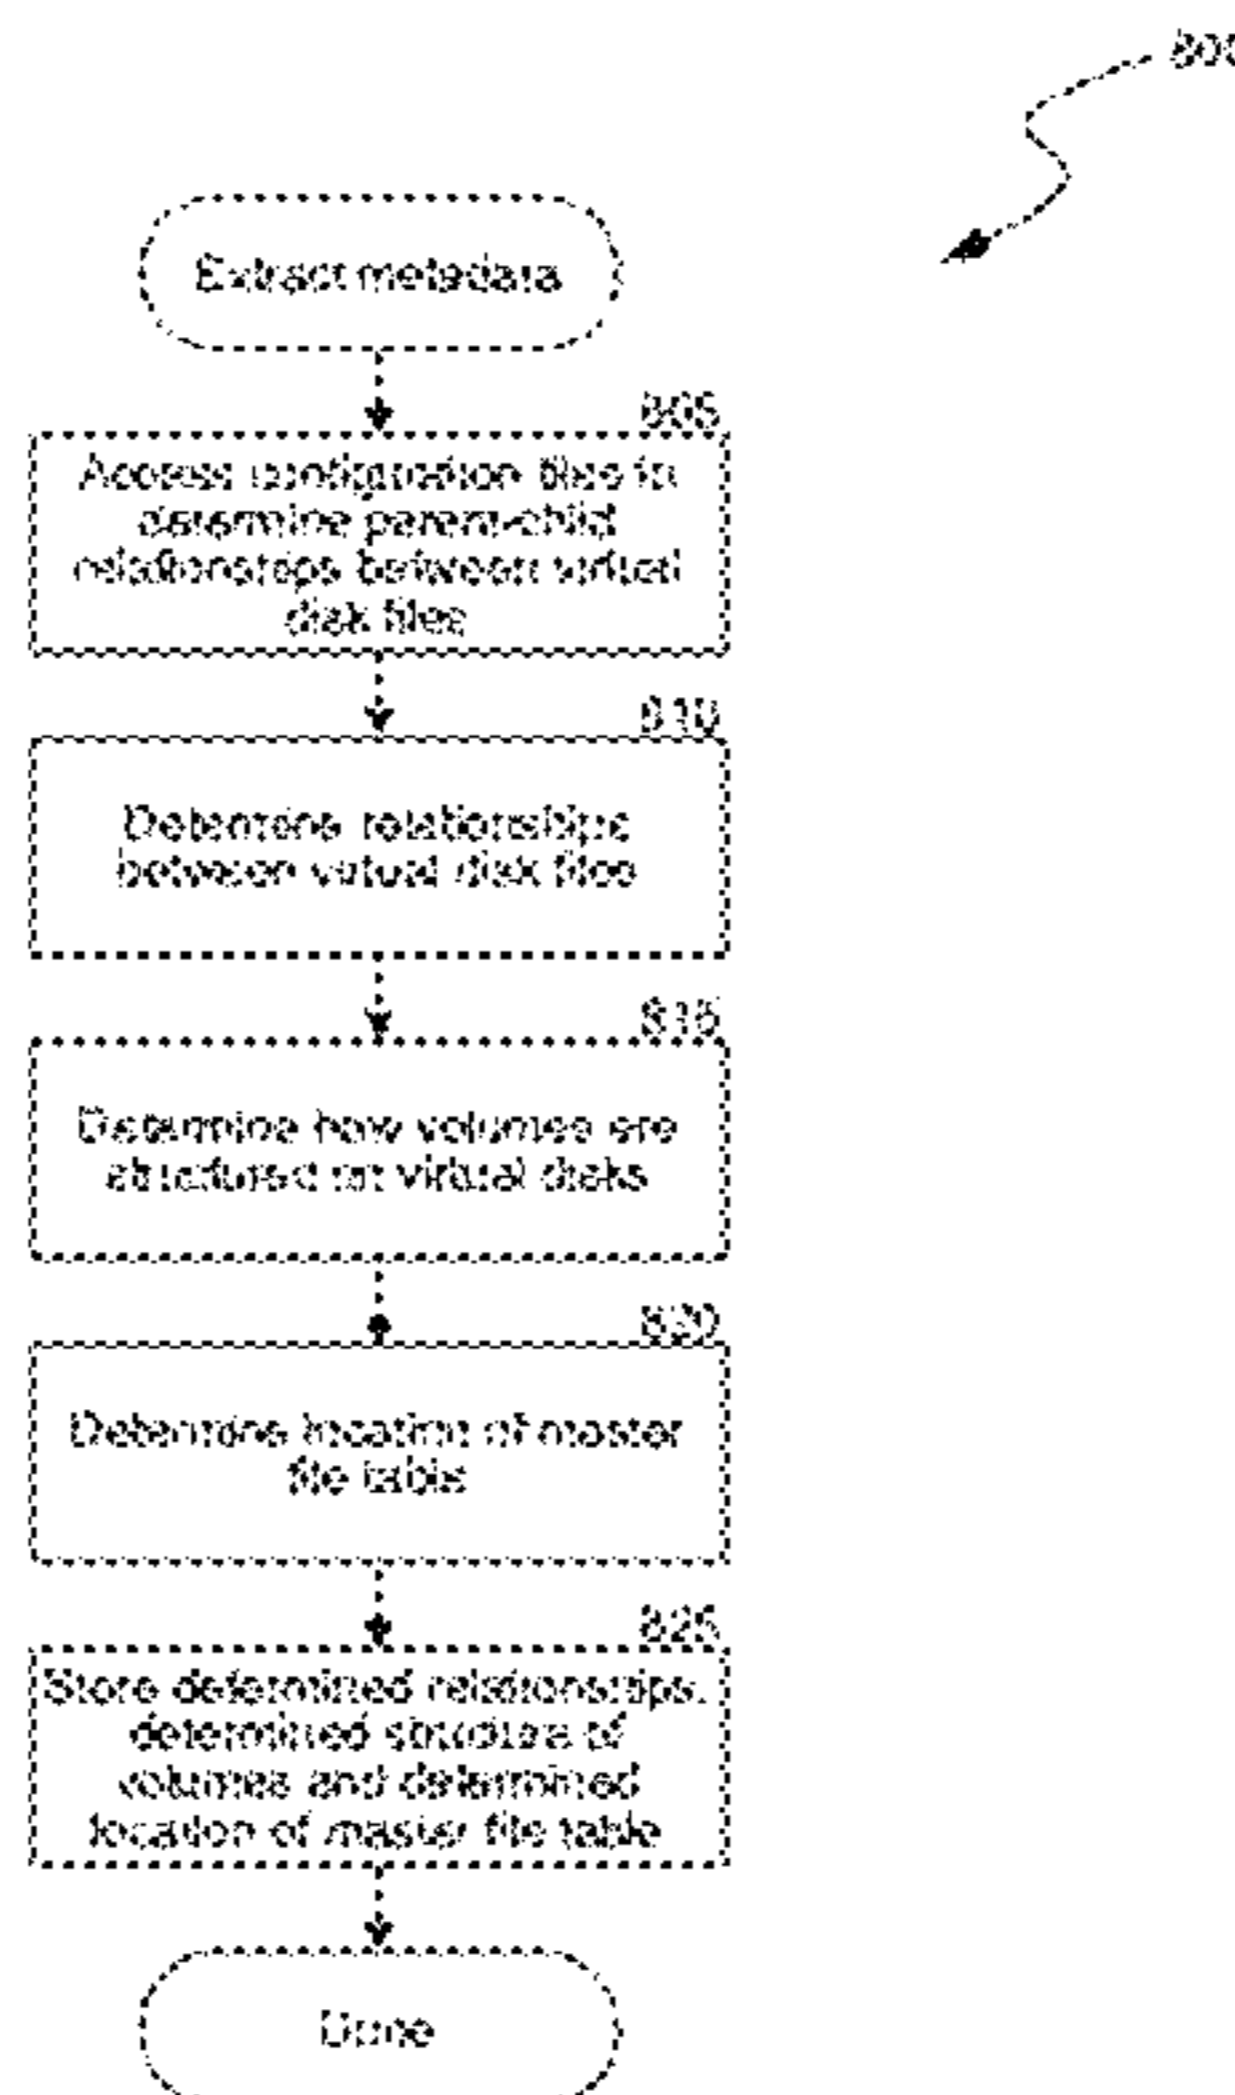 800
Extract metadata
805
Access configuration files to
determine parent-child
relationships between virtual
disk files
810
Determine relationships
between virtual disk files
815
Determine how volumes are
structured on virtual disks
820
Determine location of master
file table
825
Store determined relationships,
determined structure of
volumes and determined
location of master file table
Done